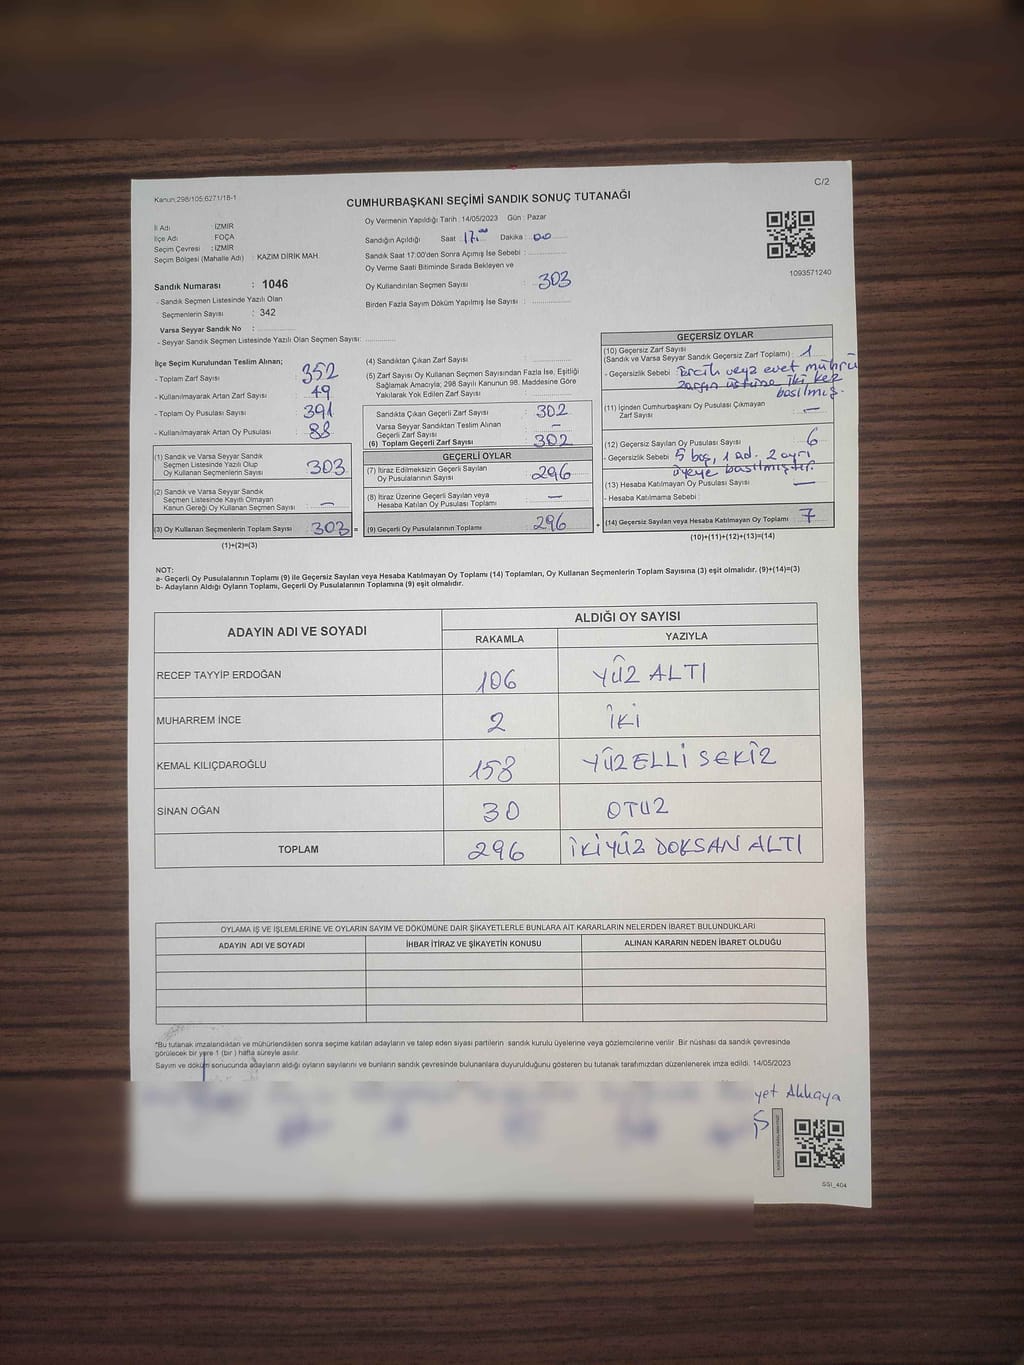 Kanun:298/105;6271/18-1
C/2
CUMHURBAŞKANI SEÇİMİ SANDIK SONUÇ TUTANAĞI
İl Adı İZMİR
İlçe Adı FOÇA
Seçim Çevresi : İZMİR
Seçim Bölgesi (Mahalle Adı) : KAZIM DİRİK MAH.
Sandık Numarası : 1046
- Sandık Seçmen Listesinde Yazılı Olan
Seçmenlerin Sayısı : 342
Varsa Seyyar Sandık No :
- Seyyar Sandık Seçmen Listesinde Yazılı Olan Seçmen Sayısı:
Oy Vermenin Yapıldığı Tarih : 14/05/2023 Gün : Pazar
Sandığın Açıldığı Saat 17.00 Dakika : 00
Sandık Saat 17:00'den Sonra Açımış İse Sebebi :
Oy Verme Saati Bitiminde Sırada Bekleyen ve
Oy Kullandırılan Seçmen Sayısı : 303
Birden Fazla Sayım Döküm Yapılmış İse Sayısı :
1093571240
İlçe Seçim Kurulundan Teslim Alınan;
- Toplam Zarf Sayısı : 352
- Kullanılmayarak Artan Zarf Sayısı : 49
- Toplam Oy Pusulası Sayısı : 391
- Kullanılmayarak Artan Oy Pusulası : 88
(1) Sandık ve Varsa Seyyar Sandık
Seçmen Listesinde Yazılı Olup
Oy Kullanan Seçmenlerin Sayısı : 303
(2) Sandık ve Varsa Seyyar Sandık
Seçmen Listesinde Kayıtlı Olmayan
Kanun Gereği Oy Kullanan Seçmen Sayısı : —
(3) Oy Kullanan Seçmenlerin Toplam Sayısı : 303 =
(1)+(2)=(3)
(4) Sandıktan Çıkan Zarf Sayısı :
(5) Zarf Sayısı Oy Kullanan Seçmen Sayısından Fazla İse, Eşitliği
Sağlamak Amacıyla; 298 Sayılı Kanunun 98. Maddesine Göre
Yakılarak Yok Edilen Zarf Sayısı :
Sandıkta Çıkan Geçerli Zarf Sayısı : 302
Varsa Seyyar Sandıktan Teslim Alınan
Geçerli Zarf Sayısı : —
(6) Toplam Geçerli Zarf Sayısı : 302
GEÇERLİ OYLAR
(7) İtiraz Edilmeksizin Geçerli Sayılan
Oy Pusulasının Sayısı : 296
(8) İtiraz Üzerine Geçerli Sayılan veya
Hesaba Katılan Oy Pusulası Toplamı : —
(9) Geçerli Oy Pusulalarının Toplamı : 296 +
GEÇERSİZ OYLAR
(10) Geçersiz Zarf Sayısı
(Sandık ve Varsa Seyyar Sandık Geçersiz Zarf Toplamı) : 1
- Geçersizlik Sebebi : tercih veya evet mührü
zarfın üstüne iki kez
basılmış.
(11) İçinden Cumhurbaşkanı Oy Pusulası Çıkmayan
Zarf Sayısı : —
(12) Geçersiz Sayılan Oy Pusulası Sayısı : 6
- Geçersizlik Sebebi : 5 boş, 1 ad. 2 ayrı
üyeye basılmıştır.
(13) Hesaba Katılmayan Oy Pusulası Sayısı : —
- Hesaba Katılmama Sebebi :
(14) Geçersiz Sayılan veya Hesaba Katılmayan Oy Toplamı : 7
(10)+(11)+(12)+(13)=(14)
NOT:
a- Geçerli Oy Pusulalarının Toplamı (9) ile Geçersiz Sayılan veya Hesaba Katılmayan Oy Toplamı (14) Toplamları, Oy Kullanan Seçmenlerin Toplam Sayısına (3) eşit olmalıdır. (9)+(14)=(3)
b- Adayların Aldığı Oyların Toplamı, Geçerli Oy Pusulalarının Toplamına (9) eşit olmalıdır.
ADAYIN ADI VE SOYADI ALDIĞI OY SAYISI
RAKAMLA YAZIYLA
RECEP TAYYİP ERDOĞAN 106 YÜZ ALTI
MUHARREM İNCE 2 İKİ
KEMAL KILIÇDAROĞLU 158 YÜZ ELLİ SEKİZ
SİNAN OĞAN 30 OTUZ
TOPLAM 296 İKİ YÜZ DOKSAN ALTI
OYLAMA İŞ VE İŞLEMLERİNE VE OYLARIN SAYIM VE DÖKÜMÜNE DAİR ŞİKAYETLERLE BUNLARA AİT KARARLARIN NELERDEN İBARET BULUNDUKLARI
ADAYIN ADI VE SOYADI İHBAR İTİRAZ VE ŞİKAYETİN KONUSU ALINAN KARARIN NEDEN İBARET OLDUĞU
*Bu tutanak imzalandıktan ve mühürlendikten sonra seçime katılan adayların ve talep eden siyasi partilerin sandık kurulu üyelerine veya gözlemcilerine verilir. Bir nüshası da sandık çevresinde
görülecek bir yere 1 (bir ) hafta süreyle asılır.
Sayım ve döküm sonucunda adayların aldığı oyların sayılarını ve bunların sandık çevresinde bulunanlara duyurulduğunu gösteren bu tutanak tarafımızdan düzenlenerek imza edildi. 14/05/2023
yet Akkaya
SSI_404